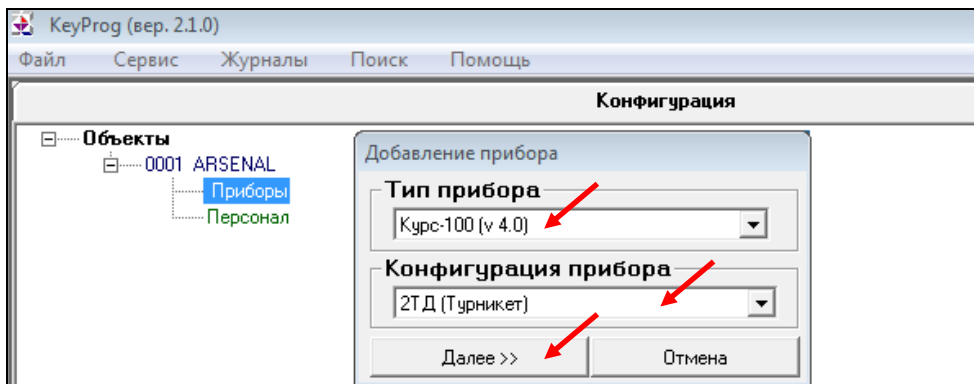 KeyProg (вер. 2.1.0)
Файл Сервис Журналы Поиск Помощь
Конфигурация
Объекты
0001 ARSENAL
Приборы
Персонал
Добавление прибора
Тип прибора
Курс-100 (v 4.0)
Конфигурация прибора
2ТД (Турникет)
Далее >> Отмена